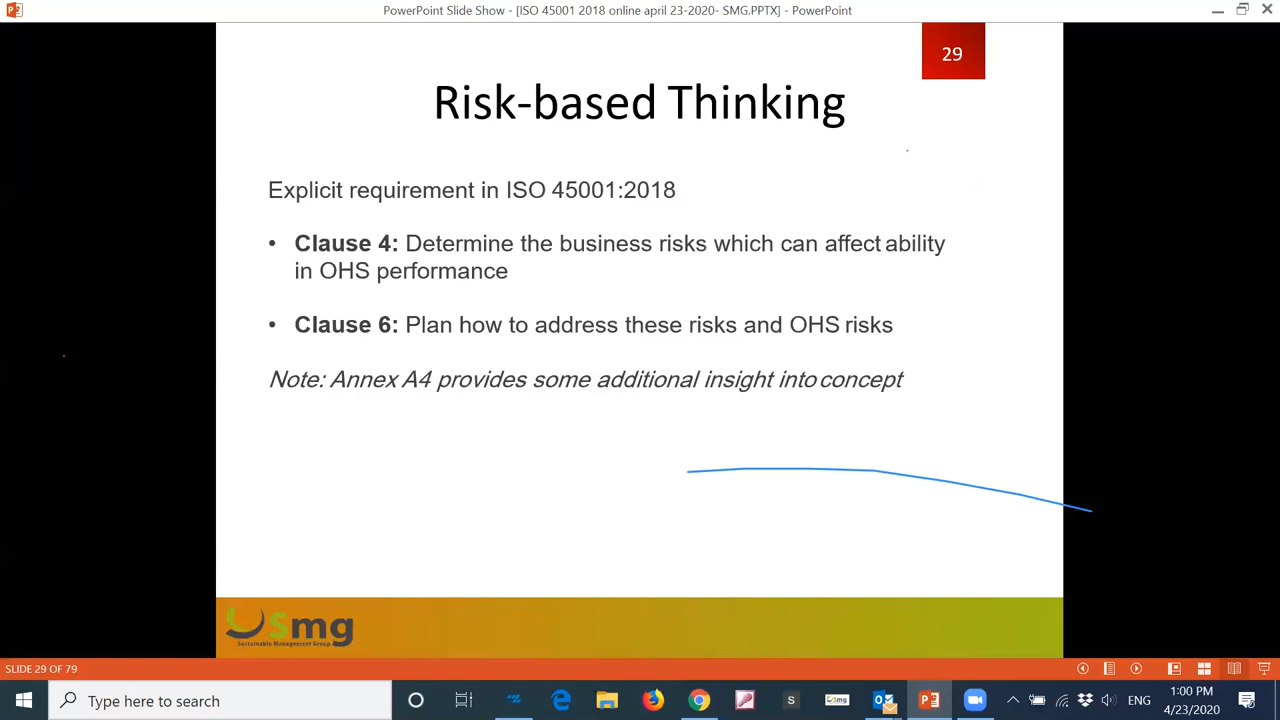 PowerPoint Slide Show - [ISO 45001 2018 online april 23-2020- SMG.PPTX] - PowerPoint
29
Risk-based Thinking
Explicit requirement in ISO 45001:2018
• Clause 4: Determine the business risks which can affect ability
in OHS performance
• Clause 6: Plan how to address these risks and OHS risks
Note: Annex A4 provides some additional insight into concept
Smg
Sustainable Management Group
SLIDE 29 OF 79
Type here to search
S
Smg
ENG
1:00 PM
4/23/2020